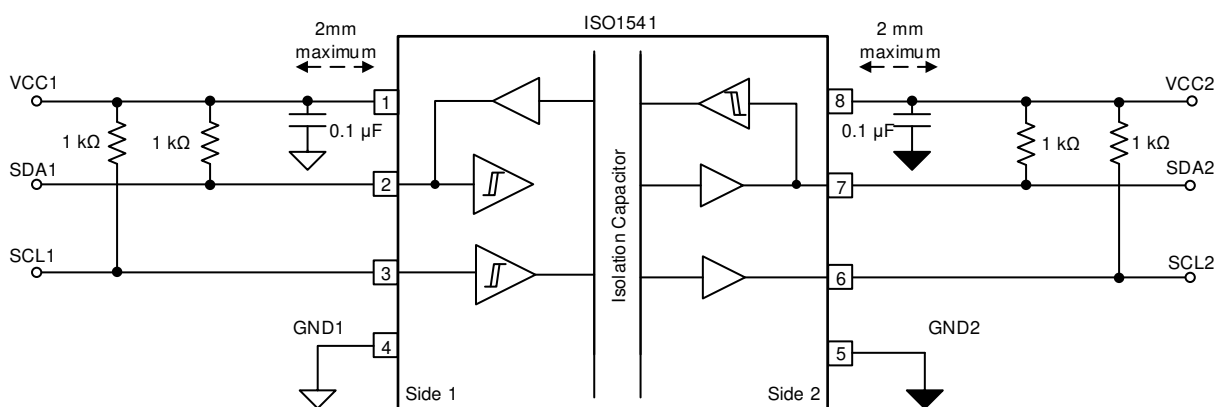 ISO1541
2mm
maximum
2 mm
maximum
VCC1
1
8
VCC2
1 kΩ
1 kΩ
0.1 µF
0.1 µF
1 kΩ
1 kΩ
SDA1
2
7
SDA2
Isolation Capacitor
SCL1
3
6
SCL2
GND1
4
5
GND2
Side 1
Side 2